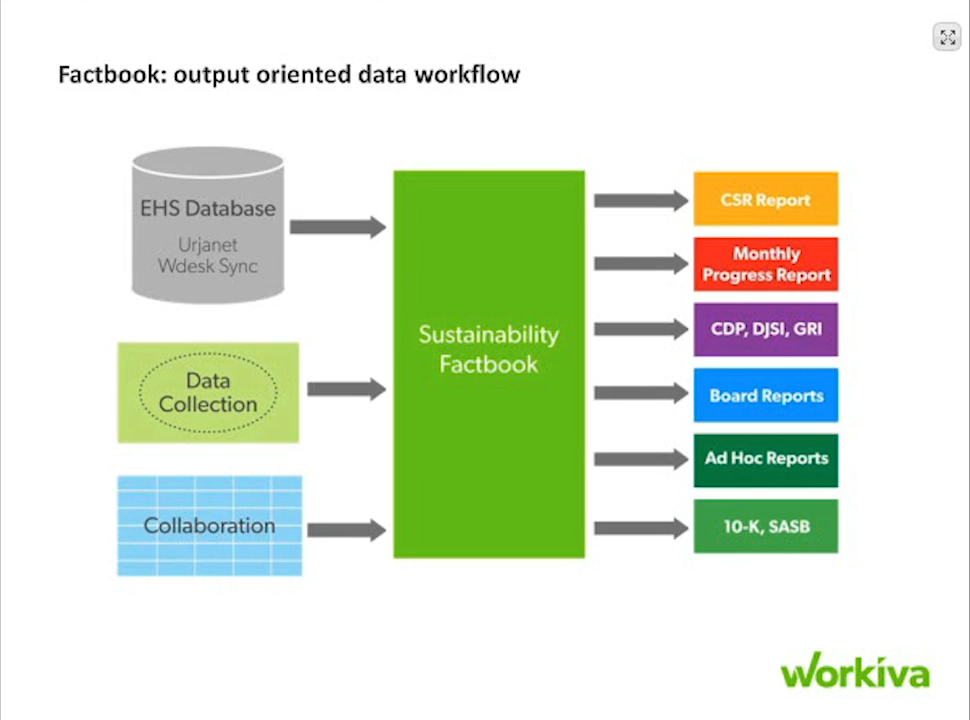 Factbook: output oriented data workflow
EHS Database
Urjanet
Wdesk Sync
Data
Collection
Collaboration
Sustainability
Factbook
CSR Report
Monthly
Progress Report
CDP, DJSI, GRI
Board Reports
Ad Hoc Reports
10-K, SASB
workiva